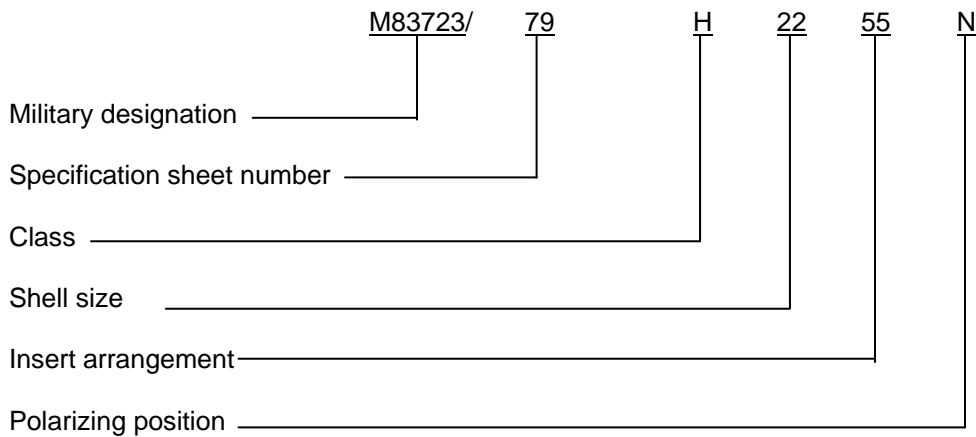 M83723/ 79 H 22 55 N
Military designation
Specification sheet number
Class
Shell size
Insert arrangement
Polarizing position